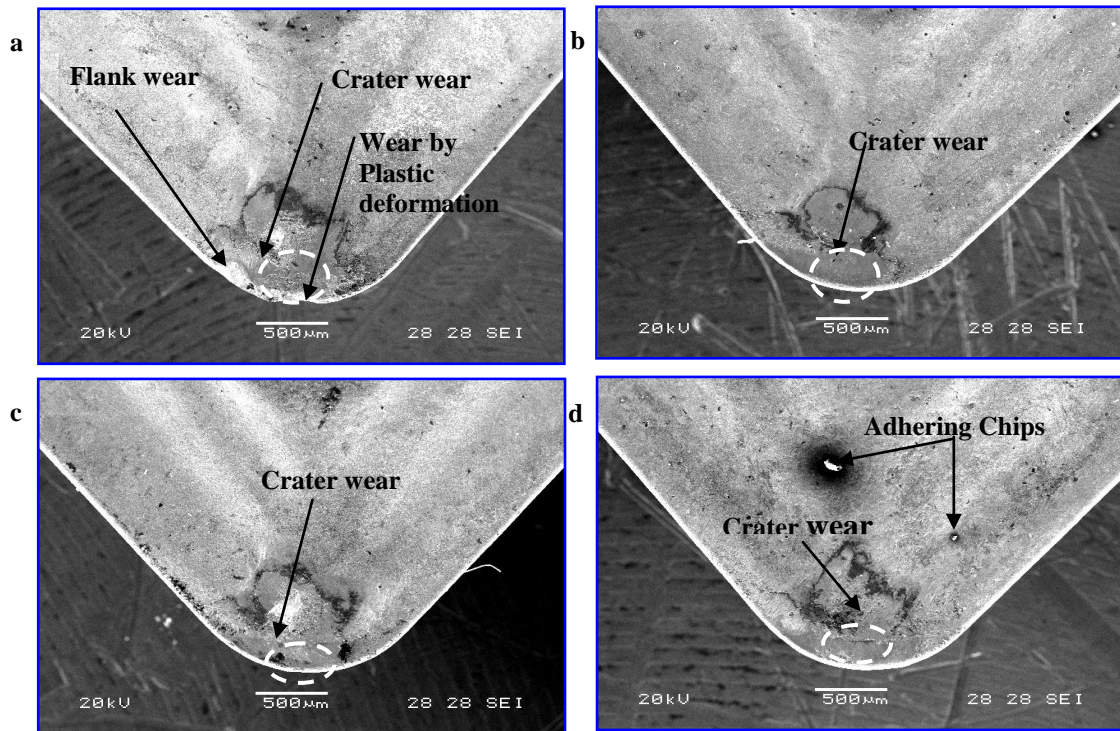 a
Flank wear
Crater wear
Wear by
Plastic
deformation
20kV
500µm
28 28 SEI
b
Crater wear
20kV
500µm
28 28 SEI
c
Crater wear
20kV
500µm
28 28 SEI
d
Adhering Chips
Crater wear
20kV
500µm
28 28 SEI